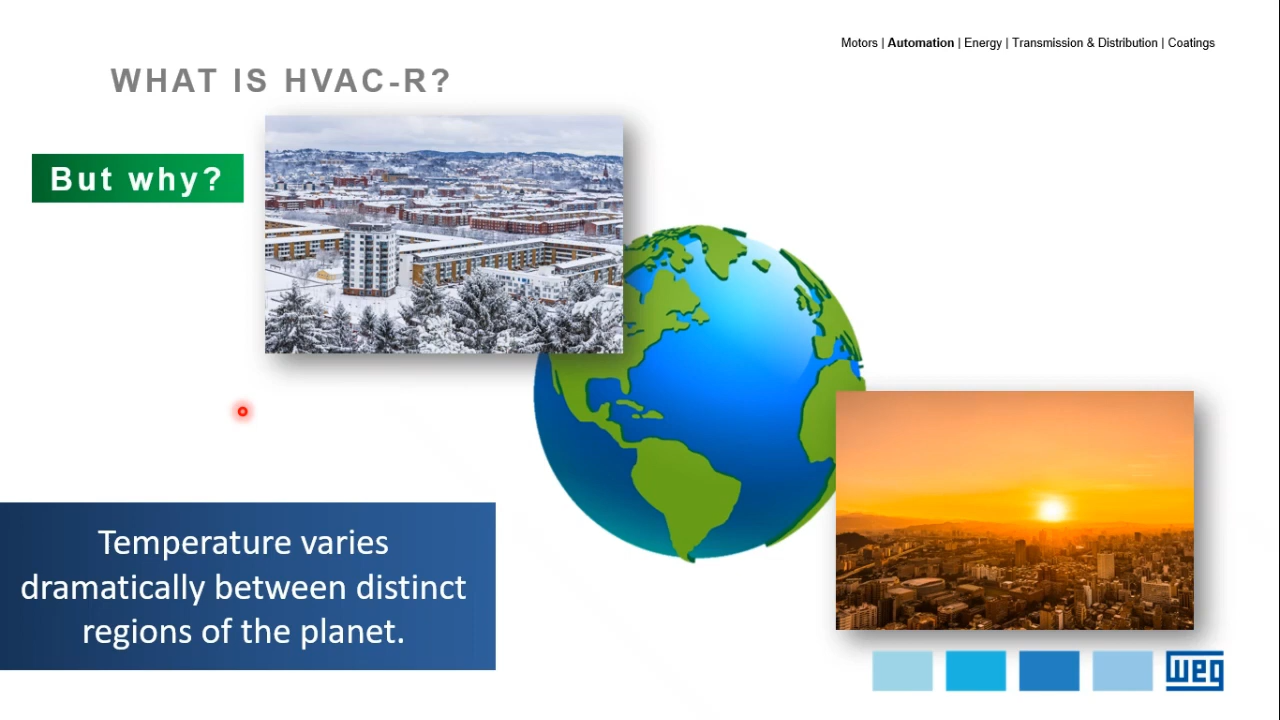 Motors | Automation | Energy | Transmission & Distribution | Coatings
WHAT IS HVAC-R?
But why?
Temperature varies
dramatically between distinct
regions of the planet.
weg